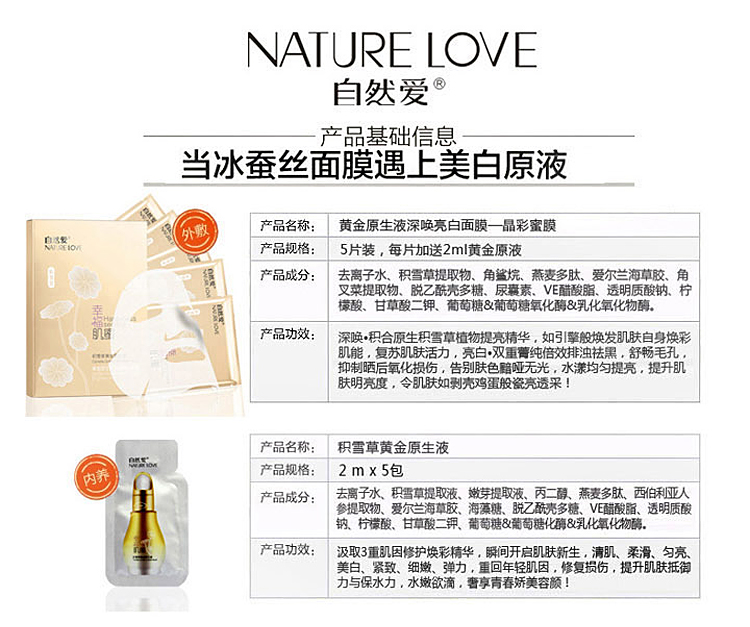 NATURE LOVE
自然爱®
产品基础信息
当冰蚕丝面膜遇上美白原液
自然爱
NATURE LOVE
幸福
肌
外敷
产品名称: 黄金原生液深唤亮白面膜—晶彩蜜膜
产品规格: 5片装，每片加送2ml黄金原液
产品成分: 去离子水、积雪草提取物、角鲨烷、燕麦多肽、爱尔兰海草胶、角
叉菜提取物、脱乙酰壳多糖、尿囊素、VE醋酸脂、透明质酸钠、柠
檬酸、甘草酸二钾、葡萄糖&葡萄糖氧化酶&乳化氧化物酶。
产品功效: 深唤•积合原生积雪草植物提亮精华，如引擎般焕发肌肤自身焕彩
肌能，复苏肌肤活力，亮白•双重菁纯倍效排浊祛黑，舒畅毛孔，
抑制晒后氧化损伤，告别肤色黯哑无光，水漾均匀提亮，提升肌
肤明亮度，令肌肤如剥壳鸡蛋般瓷亮透采！
内养
自然爱
NATURE LOVE
产品名称: 积雪草黄金原生液
产品规格: 2 m x 5包
产品成分: 去离子水、积雪草提取液、嫩芽提取液、丙二醇、燕麦多肽、西伯利亚人
参提取物、爱尔兰海草胶、海藻糖、脱乙酰壳多糖、VE醋酸脂、透明质酸
钠、柠檬酸、甘草酸二钾、葡萄糖&葡萄糖化酶&乳化氧化物酶。
产品功效: 汲取3重肌因修护焕彩精华，瞬间开启肌肤新生，清肌、柔滑、匀亮、
美白、紧致、细嫩、弹力，重回年轻肌因，修复损伤，提升肌肤抵御
力与保水力，水嫩欲滴，奢享青春娇美容颜！